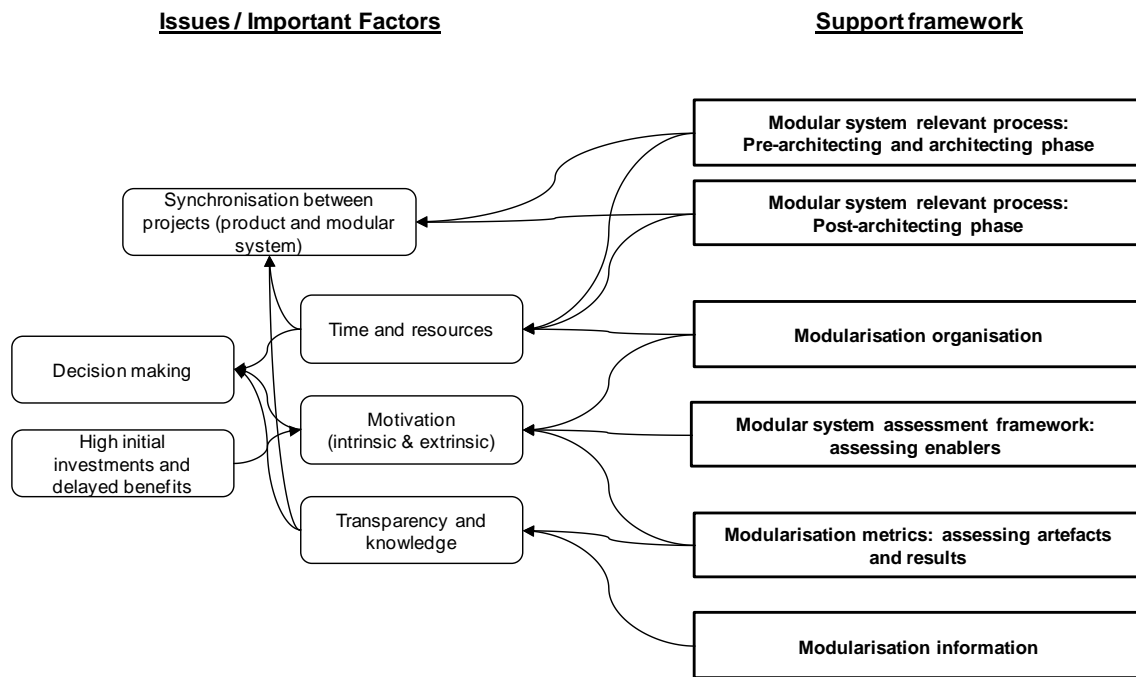 Issues / Important Factors
Support framework
Modular system relevant process:
Pre-architecting and architecting phase
Synchronisation between
projects (product and modular
system)
Modular system relevant process:
Post-architecting phase
Time and resources
Modularisation organisation
Decision making
Motivation
(intrinsic & extrinsic)
Modular system assessment framework:
assessing enablers
High initial
investments and
delayed benefits
Transparency and
knowledge
Modularisation metrics: assessing artefacts
and results
Modularisation information